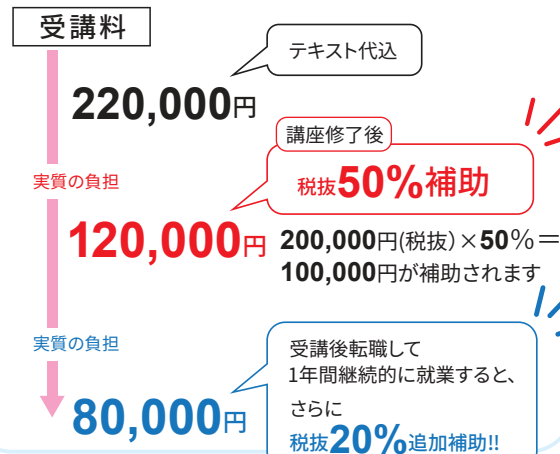 受講料
テキスト代込
220,000円
講座修了後
実質の負担
税抜50%補助
120,000円
200,000円(税抜)×50%＝
100,000円が補助されます
実質の負担
受講後転職して
1年間継続的に就業すると、
さらに
80,000円
税抜20%追加補助!!